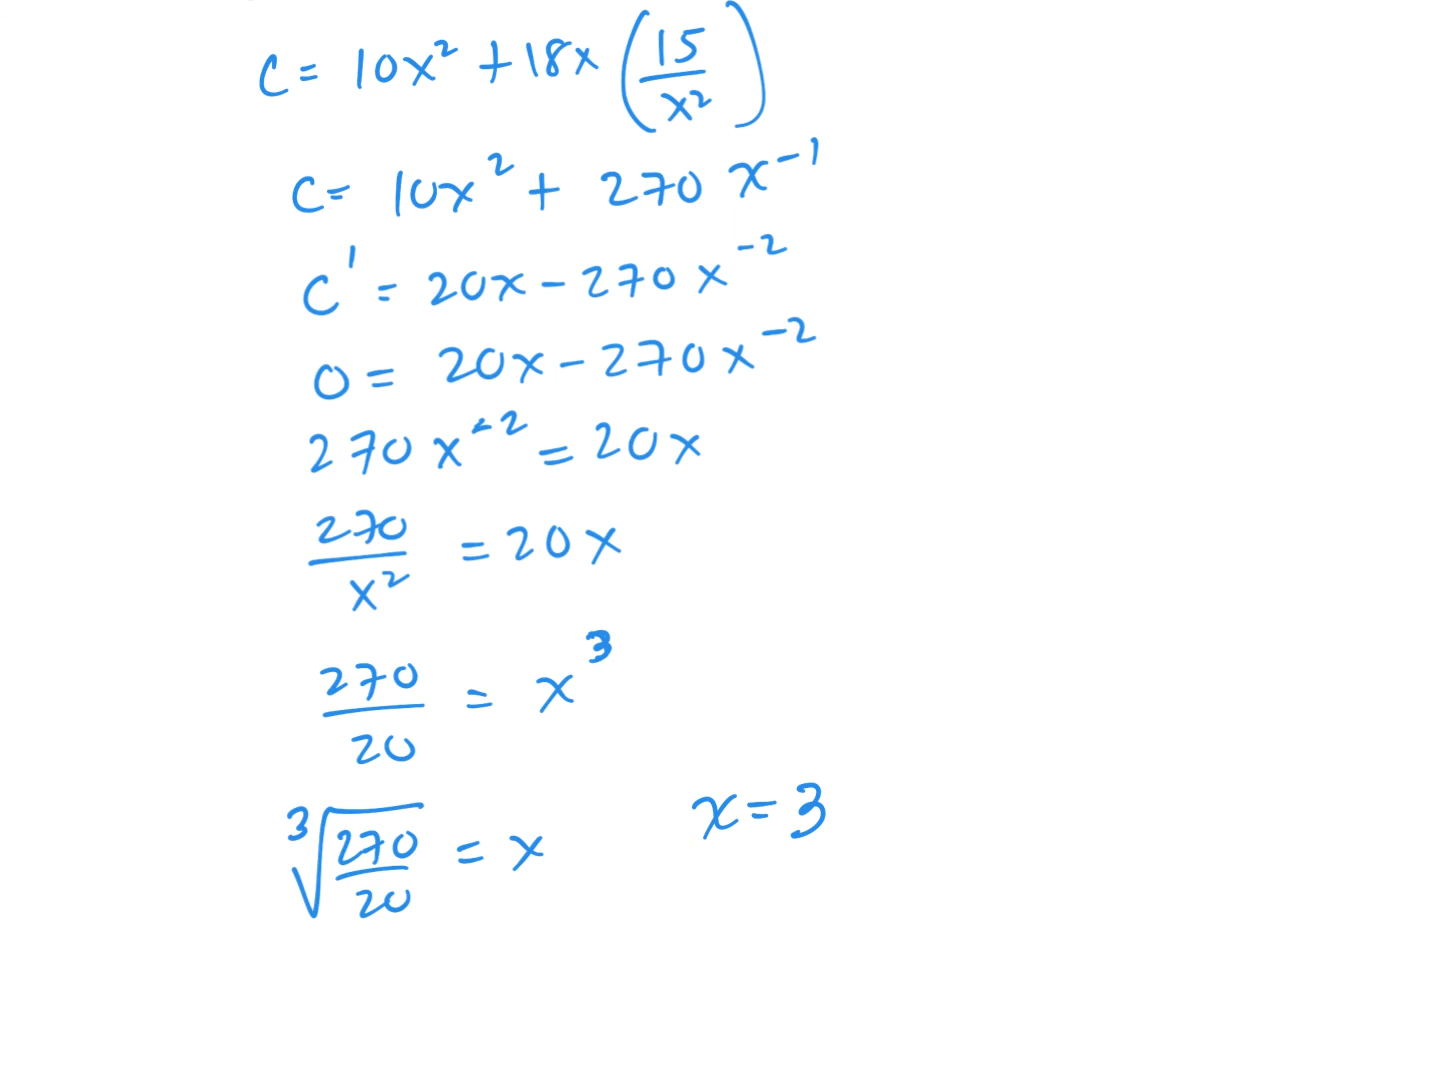 C = 10x² + 18x (15/x²)
C = 10x² + 270 x⁻¹
C' = 20x - 270 x⁻²
0 = 20x - 270 x⁻²
270 x⁻² = 20x
270/x² = 20x
270/20 = x³
∛(270/20) = x x = 3